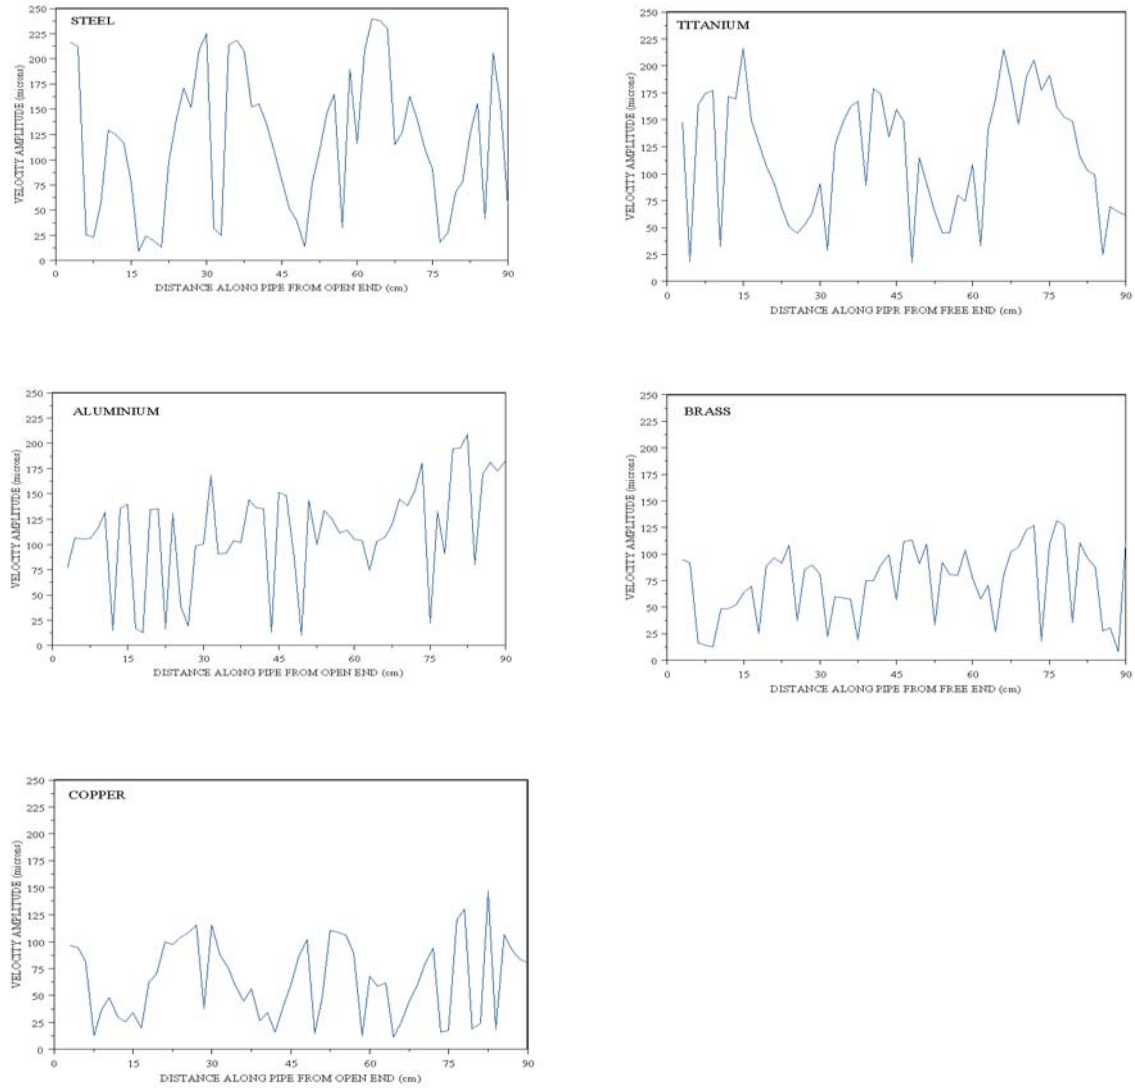 STEEL
VELOCITY AMPLITUDE (microns)
250
225
200
175
150
125
100
75
50
25
0
0 15 30 45 60 75 90
DISTANCE ALONG PIPE FROM OPEN END (cm)
TITANIUM
VELOCITY AMPLITUDE (microns)
250
225
200
175
150
125
100
75
50
25
0
0 15 30 45 60 75 90
DISTANCE ALONG PIPR FROM FREE END (cm)
ALUMINIUM
VELOCITY AMPLITUDE (microns)
250
225
200
175
150
125
100
75
50
25
0
0 15 30 45 60 75 90
DISTANCE ALONG PIPE FROM OPEN END (cm)
BRASS
VELOCITY AMPLITUDE (microns)
250
225
200
175
150
125
100
75
50
25
0
0 15 30 45 60 75 90
DISTANCE ALONG PIPE FROM FREE END (cm)
COPPER
VELOCITY AMPLITUDE (microns)
250
225
200
175
150
125
100
75
50
25
0
0 15 30 45 60 75 90
DISTANCE ALONG PIPE FROM OPEN END (cm)